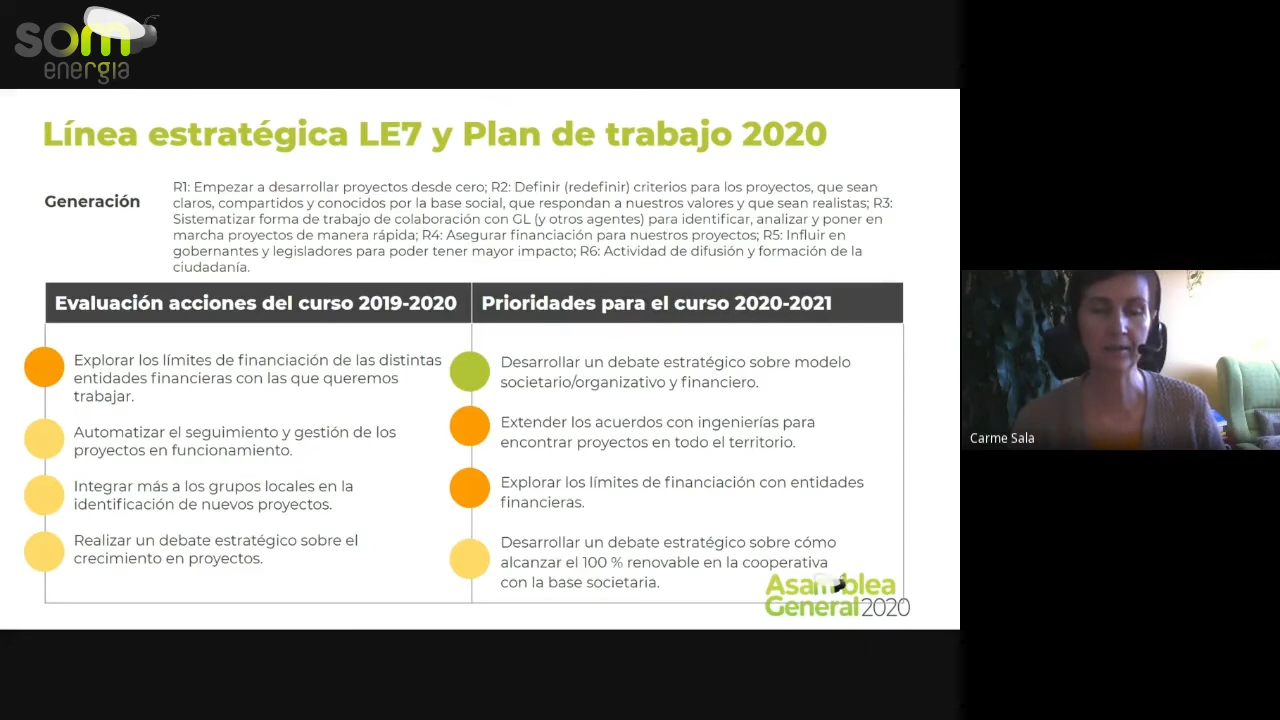 som
energia
Línea estratégica LE7 y Plan de trabajo 2020
Generación
R1: Empezar a desarrollar proyectos desde cero; R2: Definir (redefinir) criterios para los proyectos, que sean
claros, compartidos y conocidos por la base social, que respondan a nuestros valores y que sean realistas; R3:
Sistematizar forma de trabajo de colaboración con GL (y otros agentes) para identificar, analizar y poner en
marcha proyectos de manera rápida; R4: Asegurar financiación para nuestros proyectos; R5: Influir en
gobernantes y legisladores para poder tener mayor impacto; R6: Actividad de difusión y formación de la
ciudadanía.
Evaluación acciones del curso 2019-2020
Explorar los límites de financiación de las distintas
entidades financieras con las que queremos
trabajar.
Automatizar el seguimiento y gestión de los
proyectos en funcionamiento.
Integrar más a los grupos locales en la
identificación de nuevos proyectos.
Realizar un debate estratégico sobre el
crecimiento en proyectos.
Prioridades para el curso 2020-2021
Desarrollar un debate estratégico sobre modelo
societario/organizativo y financiero.
Extender los acuerdos con ingenierías para
encontrar proyectos en todo el territorio.
Explorar los límites de financiación con entidades
financieras.
Desarrollar un debate estratégico sobre cómo
alcanzar el 100 % renovable en la cooperativa
con la base societaria.
Asamblea
General 2020
Carme Sala